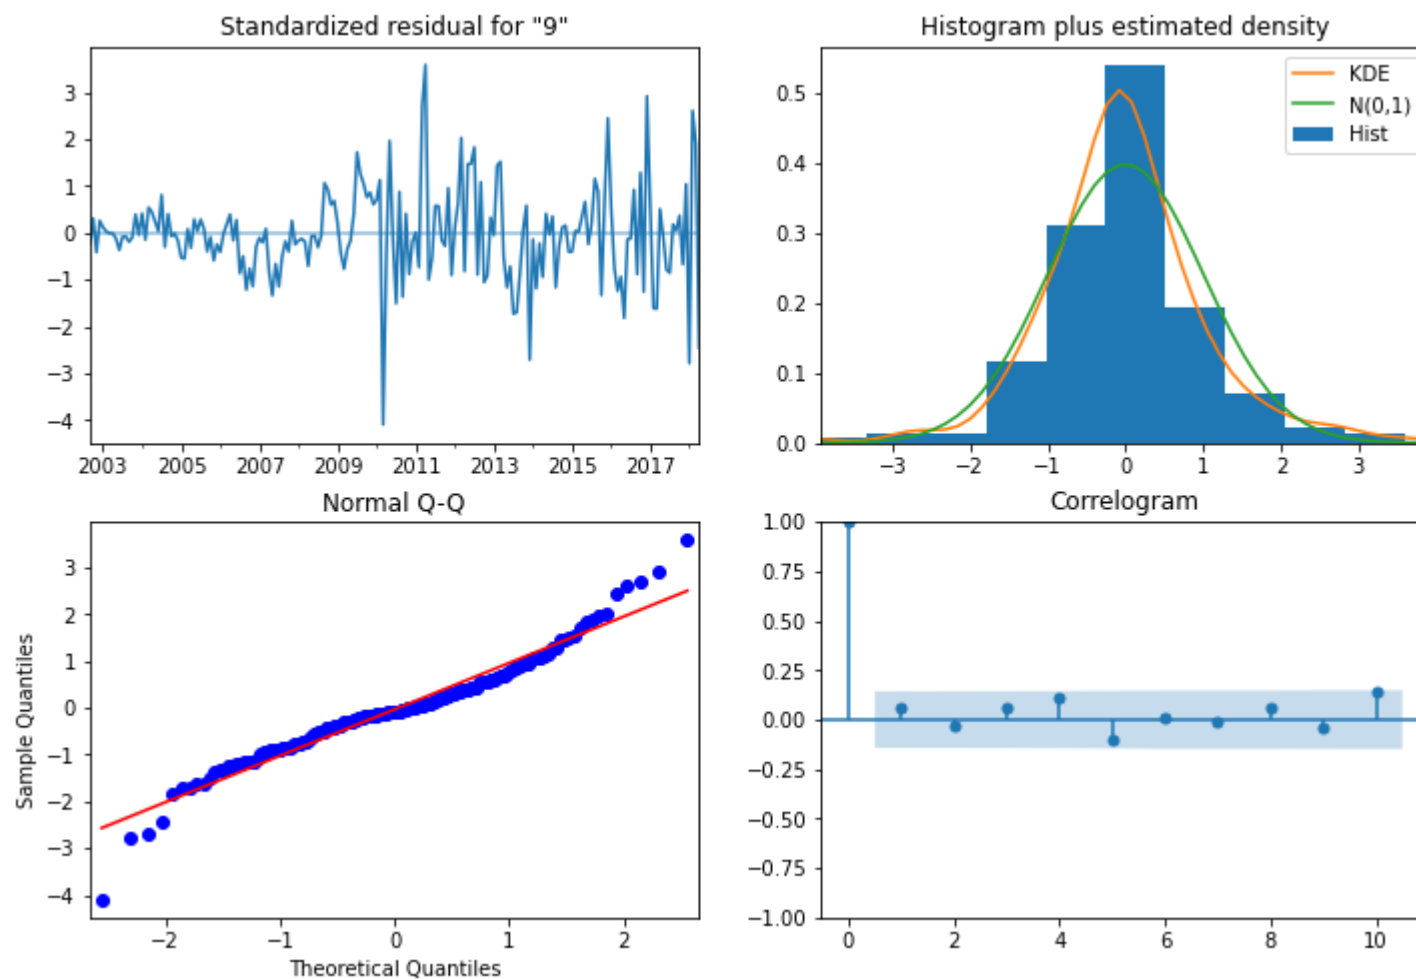 Standardized residual for "9"
3
2
1
0
−1
−2
−3
−4
2003 2005 2007 2009 2011 2013 2015 2017
Histogram plus estimated density
KDE
N(0,1)
Hist
0.5
0.4
0.3
0.2
0.1
0.0
−3 −2 −1 0 1 2 3
Normal Q-Q
Sample Quantiles
3
2
1
0
−1
−2
−3
−4
−2 −1 0 1 2
Theoretical Quantiles
Correlogram
1.00
0.75
0.50
0.25
0.00
−0.25
−0.50
−0.75
−1.00
0 2 4 6 8 10